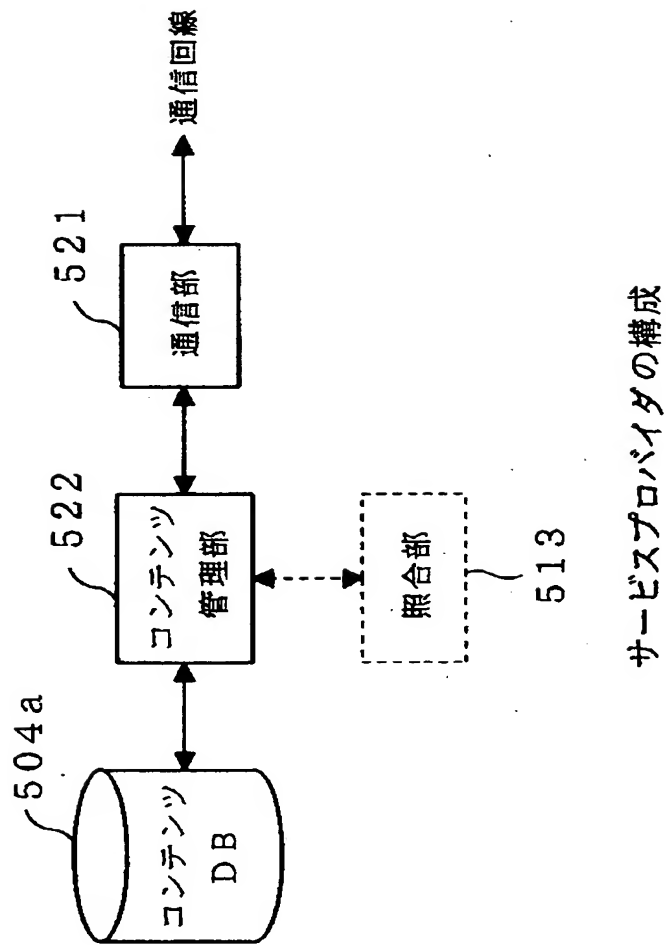 504a
コンテンツ
DB
522
コンテンツ
管理部
521
通信部
通信回線
照合部
513
サービスプロバイダの構成